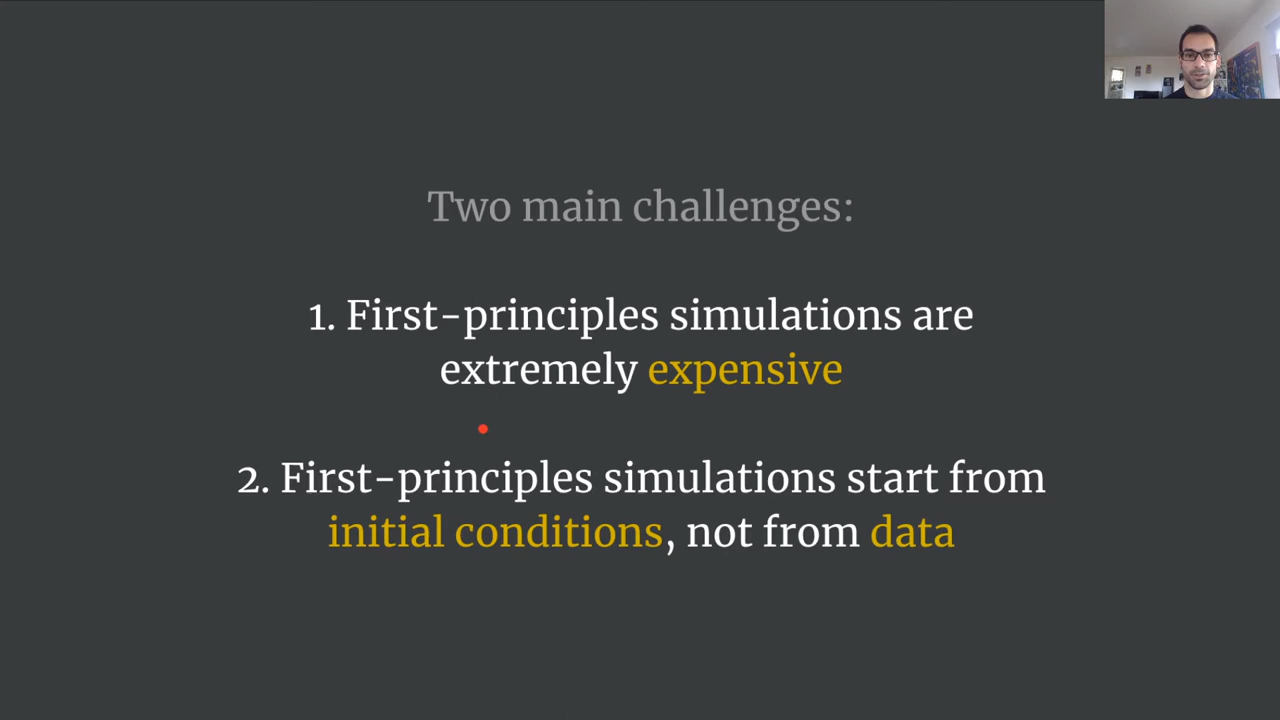 Two main challenges:
1. First-principles simulations are
extremely expensive
2. First-principles simulations start from
initial conditions, not from data